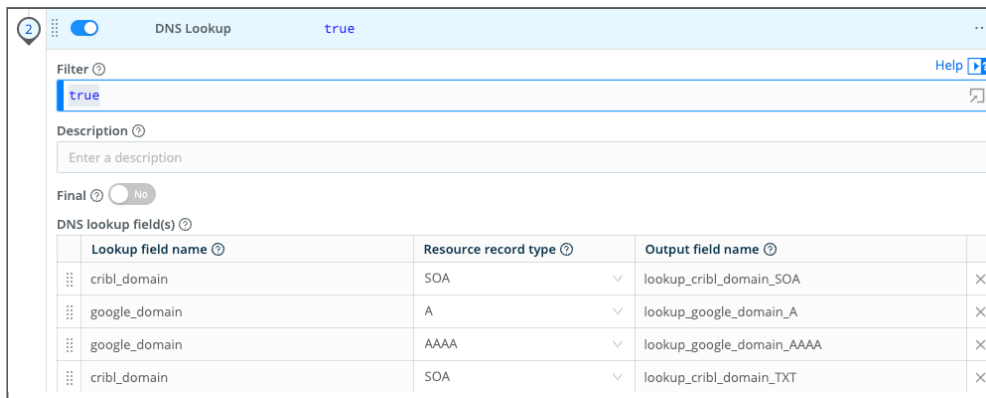 2 DNS Lookup true ...
Filter Help
true
Description
Enter a description
Final No
DNS lookup field(s)
Lookup field name Resource record type Output field name
cribl_domain SOA lookup_cribl_domain_SOA
google_domain A lookup_google_domain_A
google_domain AAAA lookup_google_domain_AAAA
cribl_domain SOA lookup_cribl_domain_TXT